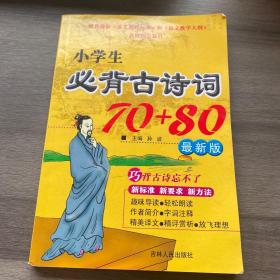 小学生
必背古诗词
70+80
主编
最新版
巧背古诗忘不了
新标准 新要求 新方法
趣味导读●轻松朗读
作者简介●字词注释
精美译文●精评赏析●放飞理想
吉林人民出版社